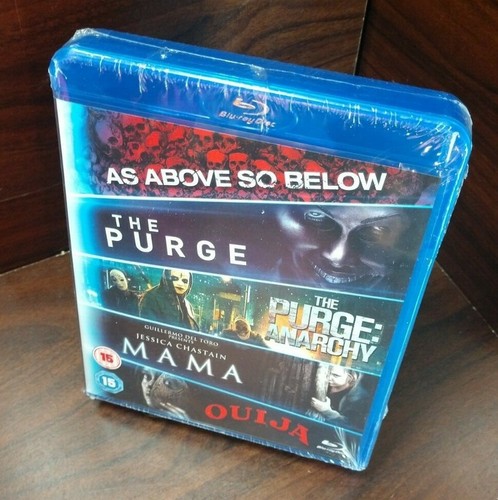 Blu-ray Disc
AS ABOVE SO BELOW
THE
PURGE
THE
PURGE:
ANARCHY
GUILLERMO DEL TORO
PRESENTS
JESSICA CHASTAIN
MAMA
15
15
OUIJA